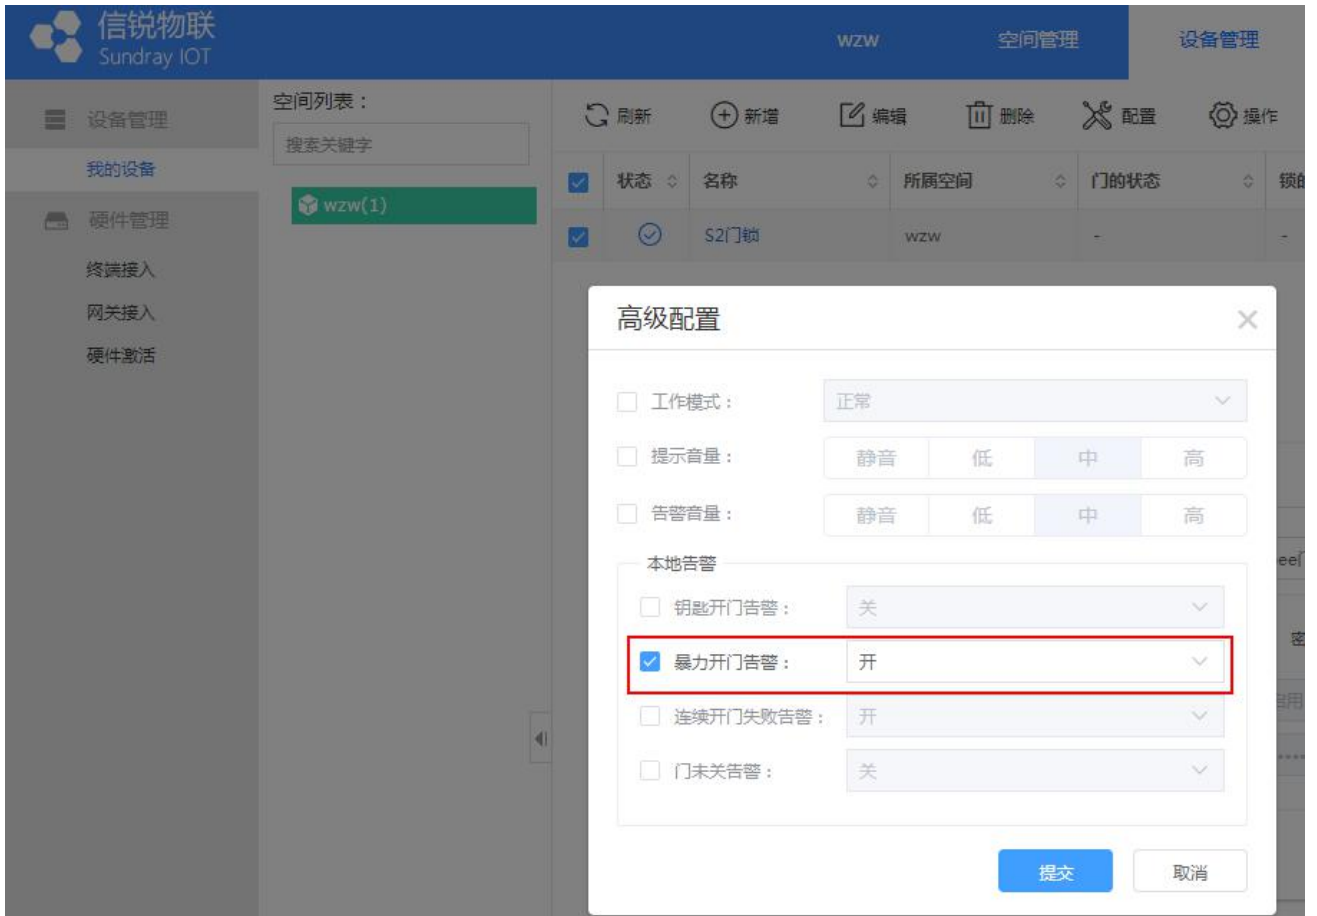 信锐物联
Sundray IOT
wzw
空间管理
设备管理
设备管理
我的设备
硬件管理
终端接入
网关接入
硬件激活
空间列表：
搜索关键字
wzw(1)
刷新
新增
编辑
删除
配置
操作
状态
名称
所属空间
门的状态
锁的
S2门锁
wzw
-
-
高级配置
工作模式：
正常
提示音量：
静音
低
中
高
告警音量：
静音
低
中
高
本地告警
钥匙开门告警：
关
暴力开门告警：
开
连续开门失败告警：
开
门未关告警：
关
提交
取消
密
启用